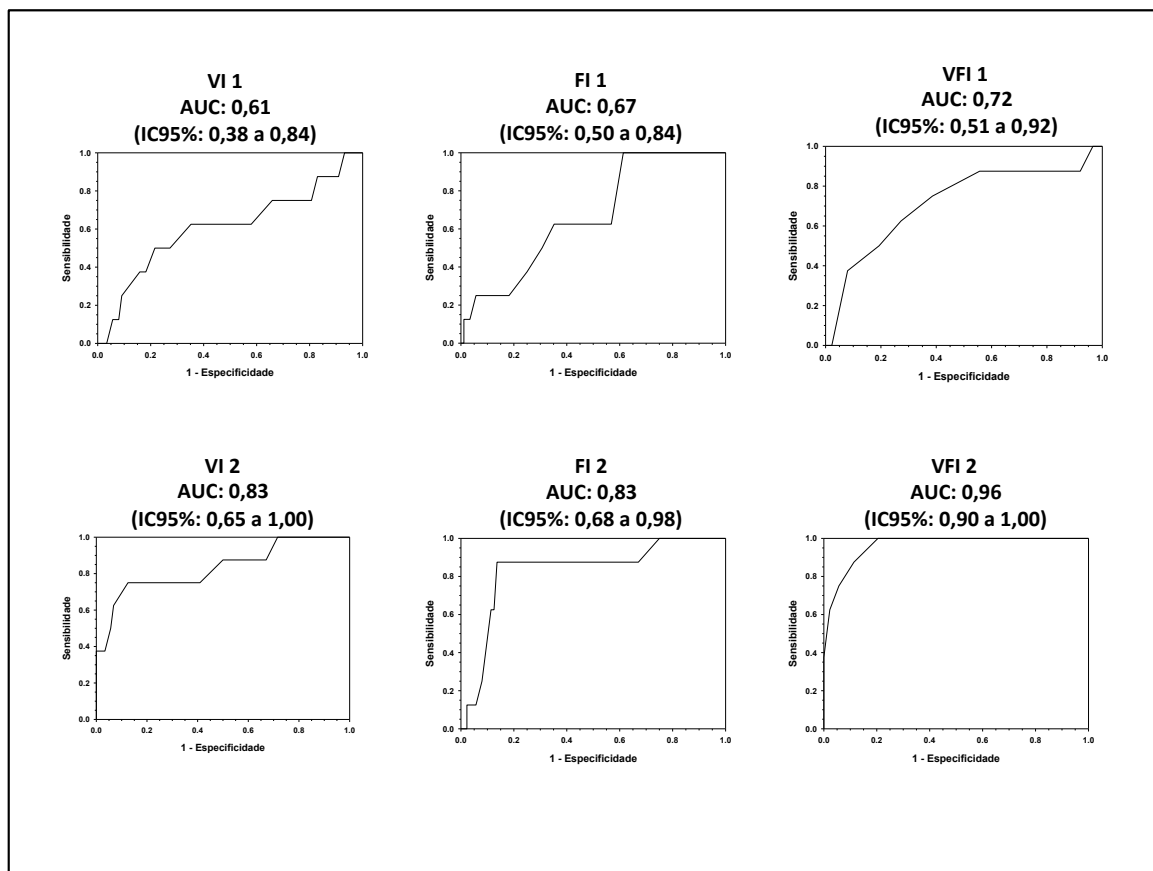 VI 1
AUC: 0,61
(IC95%: 0,38 a 0,84)
Sensibilidade
1.0
0.8
0.6
0.4
0.2
0.0
0.0 0.2 0.4 0.6 0.8 1.0
1 - Especificidade
FI 1
AUC: 0,67
(IC95%: 0,50 a 0,84)
Sensibilidade
1.0
0.8
0.6
0.4
0.2
0.0
0.0 0.2 0.4 0.6 0.8 1.0
1 - Especificidade
VFI 1
AUC: 0,72
(IC95%: 0,51 a 0,92)
Sensibilidade
1.0
0.8
0.6
0.4
0.2
0.0
0.0 0.2 0.4 0.6 0.8 1.0
1 - Especificidade
VI 2
AUC: 0,83
(IC95%: 0,65 a 1,00)
Sensibilidade
1.0
0.8
0.6
0.4
0.2
0.0
0.0 0.2 0.4 0.6 0.8 1.0
1 - Especificidade
FI 2
AUC: 0,83
(IC95%: 0,68 a 0,98)
Sensibilidade
1.0
0.8
0.6
0.4
0.2
0.0
0.0 0.2 0.4 0.6 0.8 1.0
1 - Especificidade
VFI 2
AUC: 0,96
(IC95%: 0,90 a 1,00)
Sensibilidade
1.0
0.8
0.6
0.4
0.2
0.0
0.0 0.2 0.4 0.6 0.8 1.0
1 - Especificidade